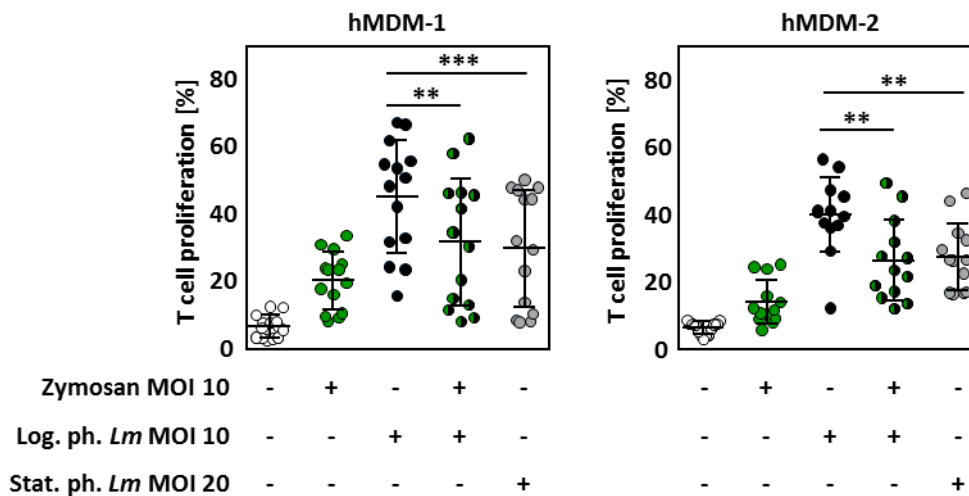 hMDM-1 hMDM-2
T cell proliferation [%] T cell proliferation [%]
80 80
60 60
40 40
20 20
0 0
*** **
** **
Zymosan MOI 10 - + - + - - + - + -
Log. ph. Lm MOI 10 - - + + - - - + + -
Stat. ph. Lm MOI 20 - - - - + - - - - +